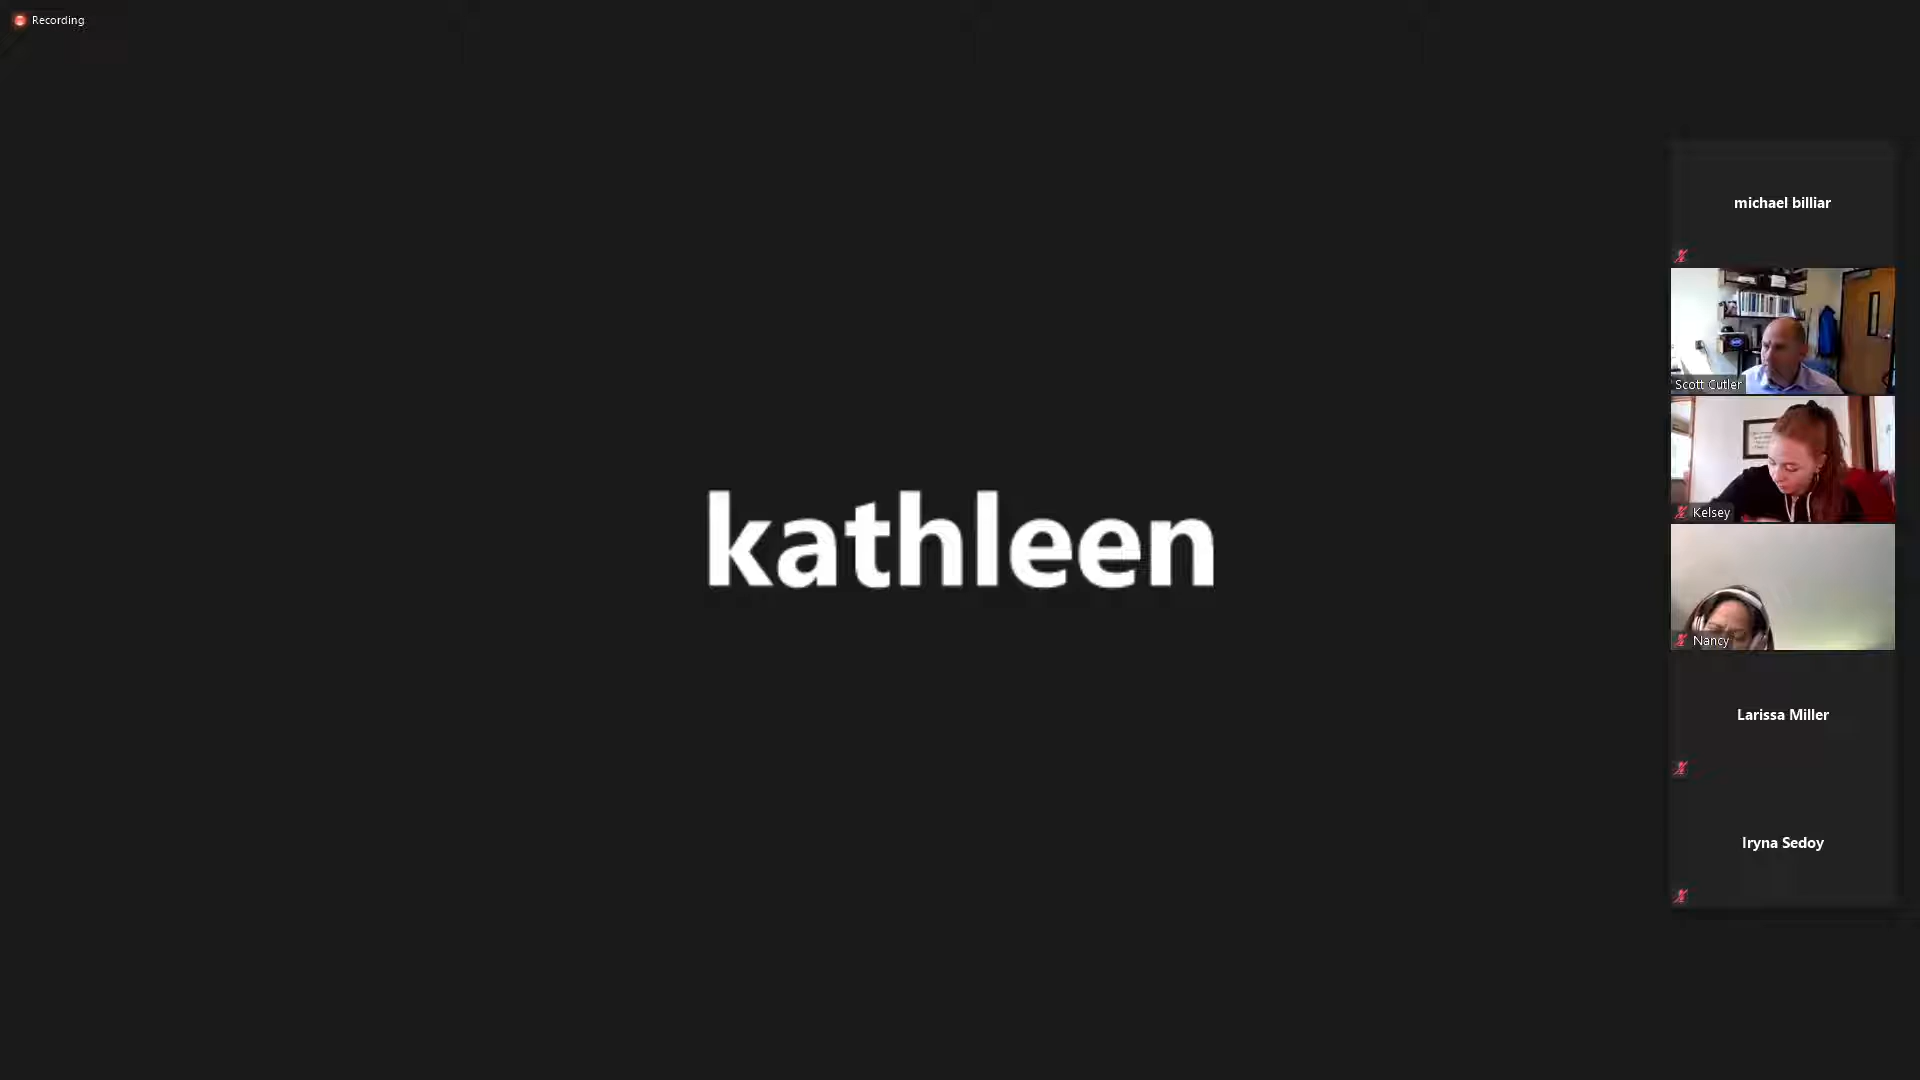 Recording
kathleen
michael billiar
Scott Cutler
Kelsey
Nancy
Larissa Miller
Iryna Sedoy